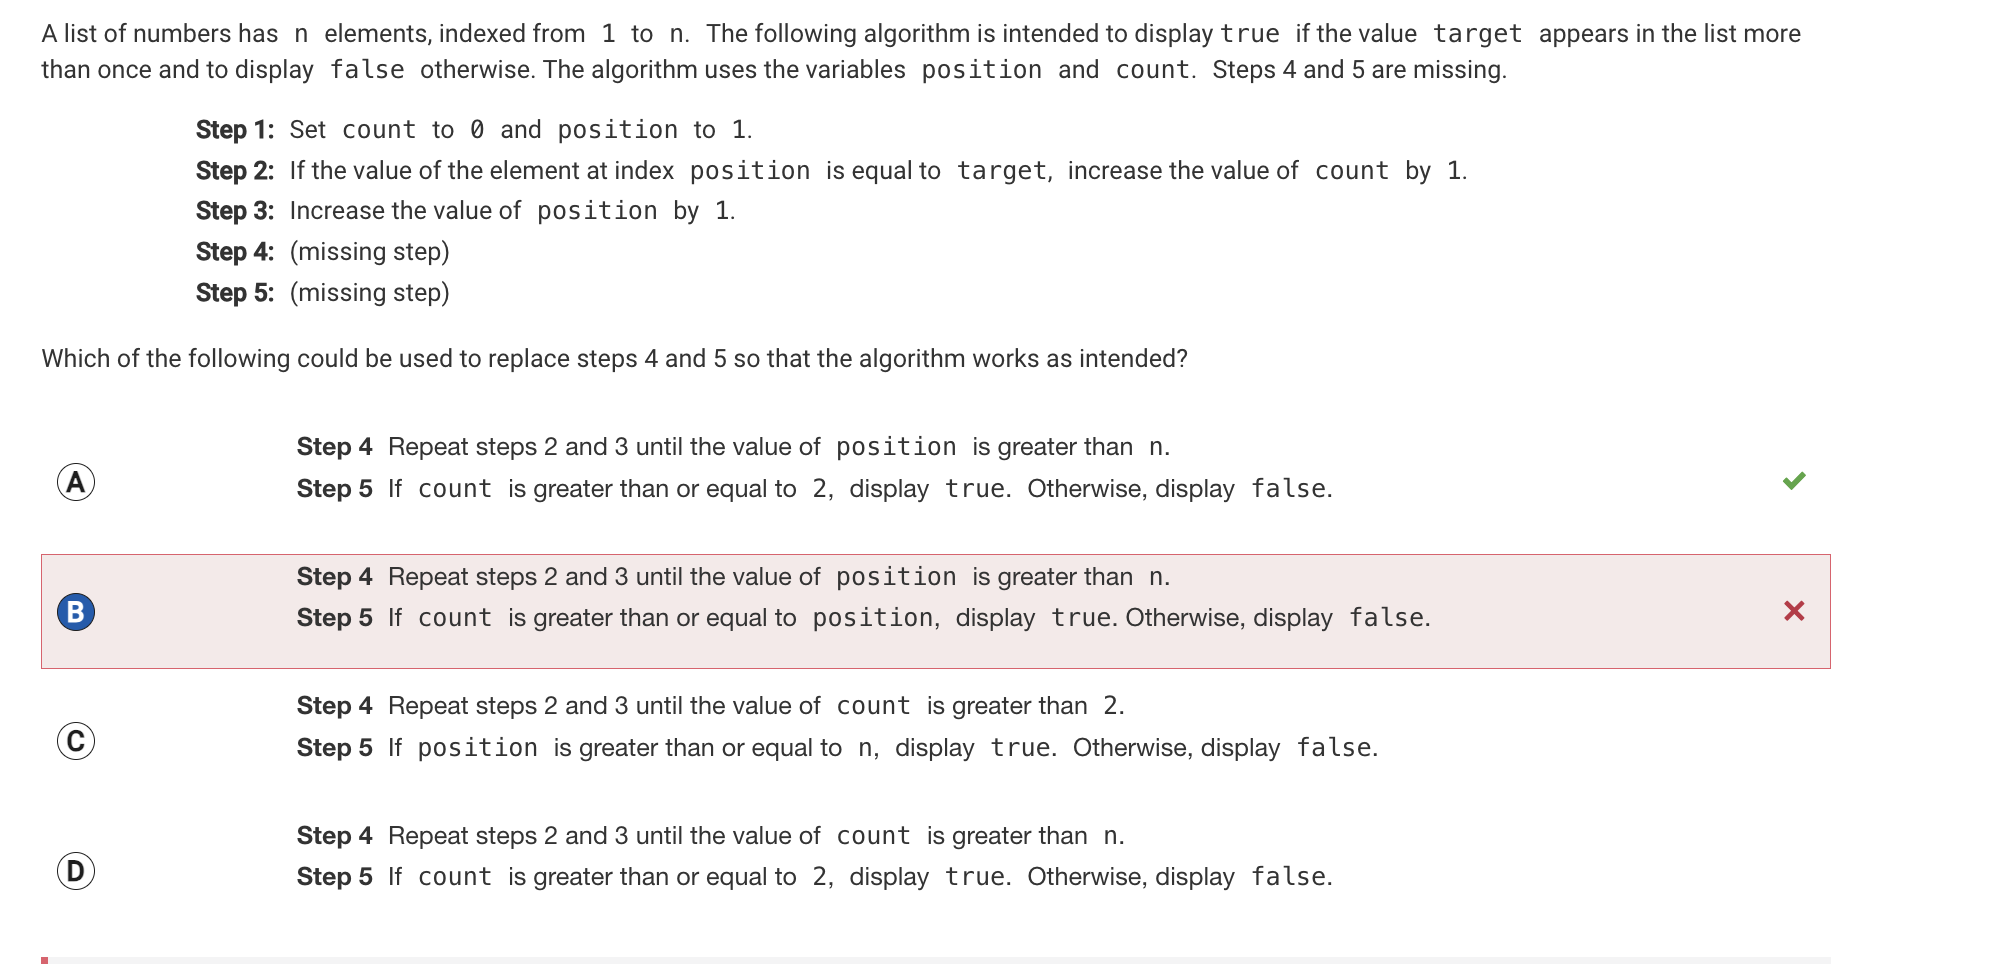 A list of numbers has n elements, indexed from 1 to n. The following algorithm is intended to display true if the value target appears in the list more
than once and to display false otherwise. The algorithm uses the variables position and count. Steps 4 and 5 are missing.
Step 1: Set count to 0 and position to 1.
Step 2: If the value of the element at index position is equal to target, increase the value of count by 1.
Step 3: Increase the value of position by 1.
Step 4: (missing step)
Step 5: (missing step)
Which of the following could be used to replace steps 4 and 5 so that the algorithm works as intended?
A
Step 4 Repeat steps 2 and 3 until the value of position is greater than n.
Step 5 If count is greater than or equal to 2, display true. Otherwise, display false.
B
Step 4 Repeat steps 2 and 3 until the value of position is greater than n.
Step 5 If count is greater than or equal to position, display true. Otherwise, display false.
C
Step 4 Repeat steps 2 and 3 until the value of count is greater than 2.
Step 5 If position is greater than or equal to n, display true. Otherwise, display false.
D
Step 4 Repeat steps 2 and 3 until the value of count is greater than n.
Step 5 If count is greater than or equal to 2, display true. Otherwise, display false.